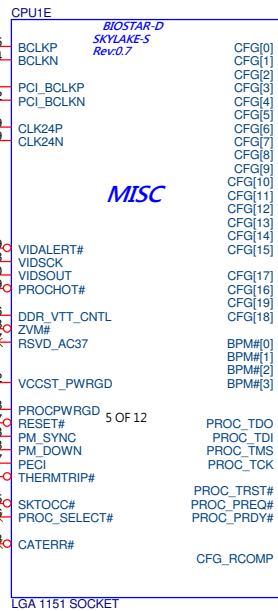 CPU1E
BIOSTAR-D
SKYLAKE-S
Rev:0.7
BCLKP CFG[0]
BCLKN CFG[1]
CFG[2]
PCI_BCLKP CFG[3]
PCI_BCLKN CFG[4]
CFG[5]
CLK24P CFG[6]
CLK24N CFG[7]
CFG[8]
CFG[9]
CFG[10]
MISC CFG[11]
CFG[12]
CFG[13]
CFG[14]
VIDALERT# CFG[15]
VIDSCK
VIDSOUT CFG[17]
PROCHOT# CFG[16]
CFG[19]
DDR_VTT_CNTL CFG[18]
ZVM#
RSVD_AC37 BPM#[0]
BPM#[1]
BPM#[2]
VCCST_PWRGD BPM#[3]
PROCPWRGD 5 OF 12
RESET# PROC_TDO
PM_SYNC PROC_TDI
PM_DOWN PROC_TMS
PECI PROC_TCK
THERMTRIP#
PROC_TRST#
SKTOCC# PROC_PREQ#
PROC_SELECT# PROC_PRDY#
CATERR#
CFG_RCOMP
LGA 1151 SOCKET